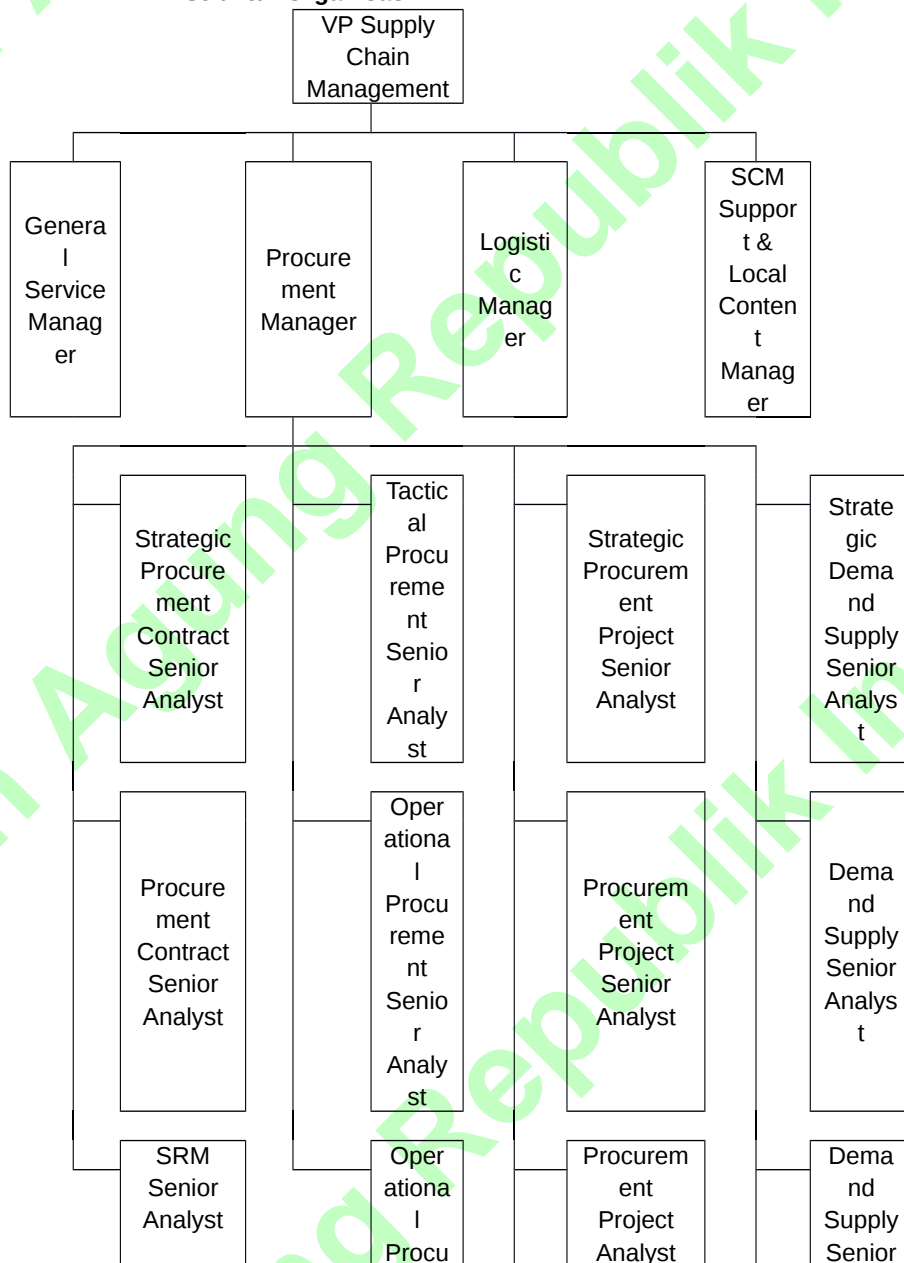 VP Supply
Chain
Management
Genera
l
Service
Manag
er
Procure
ment
Manager
Logisti
c
Manag
er
SCM
Suppor
t &
Local
Conten
t
Manag
er
Strategic
Procure
ment
Contract
Senior
Analyst
Tactic
al
Procu
reme
nt
Senio
r
Analy
st
Strategic
Procurem
ent
Project
Senior
Analyst
Strate
gic
Dema
nd
Supply
Senior
Analys
t
Procure
ment
Contract
Senior
Analyst
Oper
ationa
l
Procu
reme
nt
Senio
r
Analy
st
Procurem
ent
Project
Senior
Analyst
Dema
nd
Supply
Senior
Analys
t
SRM
Senior
Analyst
Oper
ationa
l
Procu
Procurem
ent
Project
Analyst
Dema
nd
Supply
Senior
Agung Republik
Republik